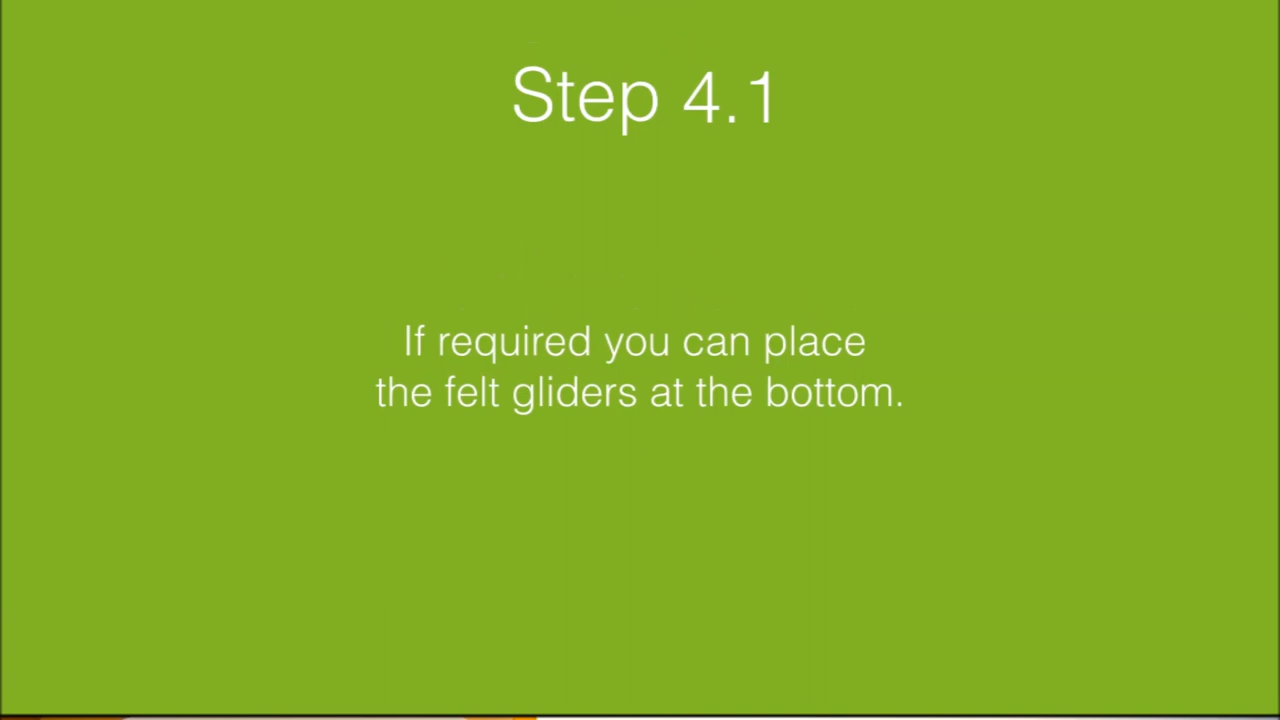 Step 4.1
If required you can place
the felt gliders at the bottom.